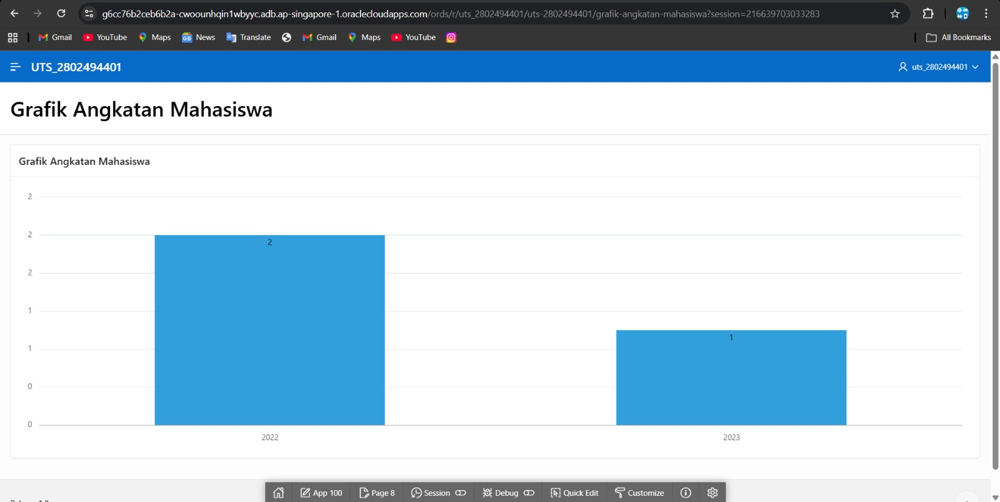 g6cc76b2ceb6b2a-cwoounhqin1wbyyc.adb.ap-singapore-1.oraclecloudapps.com/ords/r/uts_2802494401/uts-2802494401/grafik-angkatan-mahasiswa?session=216639703033283
Gmail YouTube Maps News Translate Gmail Maps YouTube All Bookmarks
UTS_2802494401 uts_2802494401
Grafik Angkatan Mahasiswa
Grafik Angkatan Mahasiswa
2
2
2
2
1
1
1
0
0
2022 2023
App 100 Page 8 Session Debug Quick Edit Customize